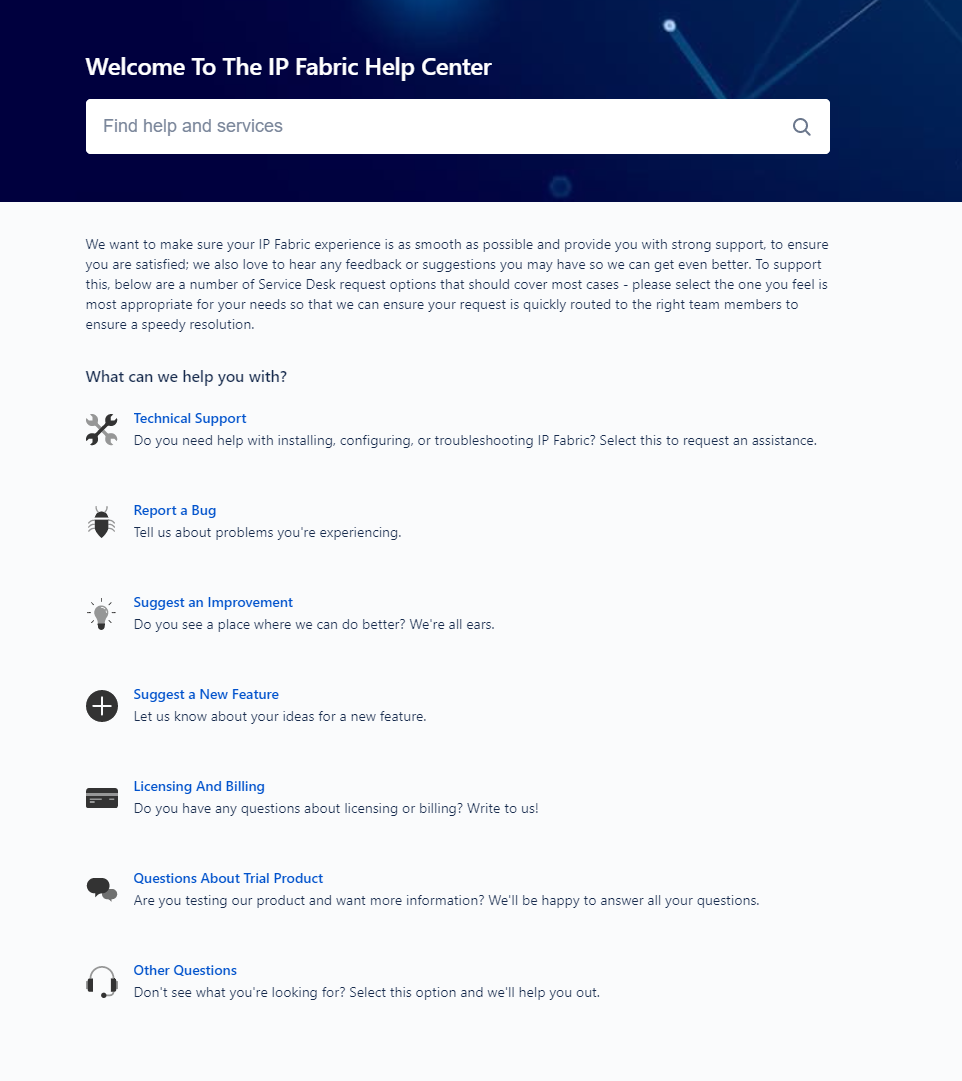 Welcome To The IP Fabric Help Center
Find help and services
We want to make sure your IP Fabric experience is as smooth as possible and provide you with strong support, to ensure
you are satisfied; we also love to hear any feedback or suggestions you may have so we can get even better. To support
this, below are a number of Service Desk request options that should cover most cases - please select the one you feel is
most appropriate for your needs so that we can ensure your request is quickly routed to the right team members to
ensure a speedy resolution.
What can we help you with?
Technical Support
Do you need help with installing, configuring, or troubleshooting IP Fabric? Select this to request an assistance.
Report a Bug
Tell us about problems you're experiencing.
Suggest an Improvement
Do you see a place where we can do better? We're all ears.
Suggest a New Feature
Let us know about your ideas for a new feature.
Licensing And Billing
Do you have any questions about licensing or billing? Write to us!
Questions About Trial Product
Are you testing our product and want more information? We'll be happy to answer all your questions.
Other Questions
Don't see what you're looking for? Select this option and we'll help you out.